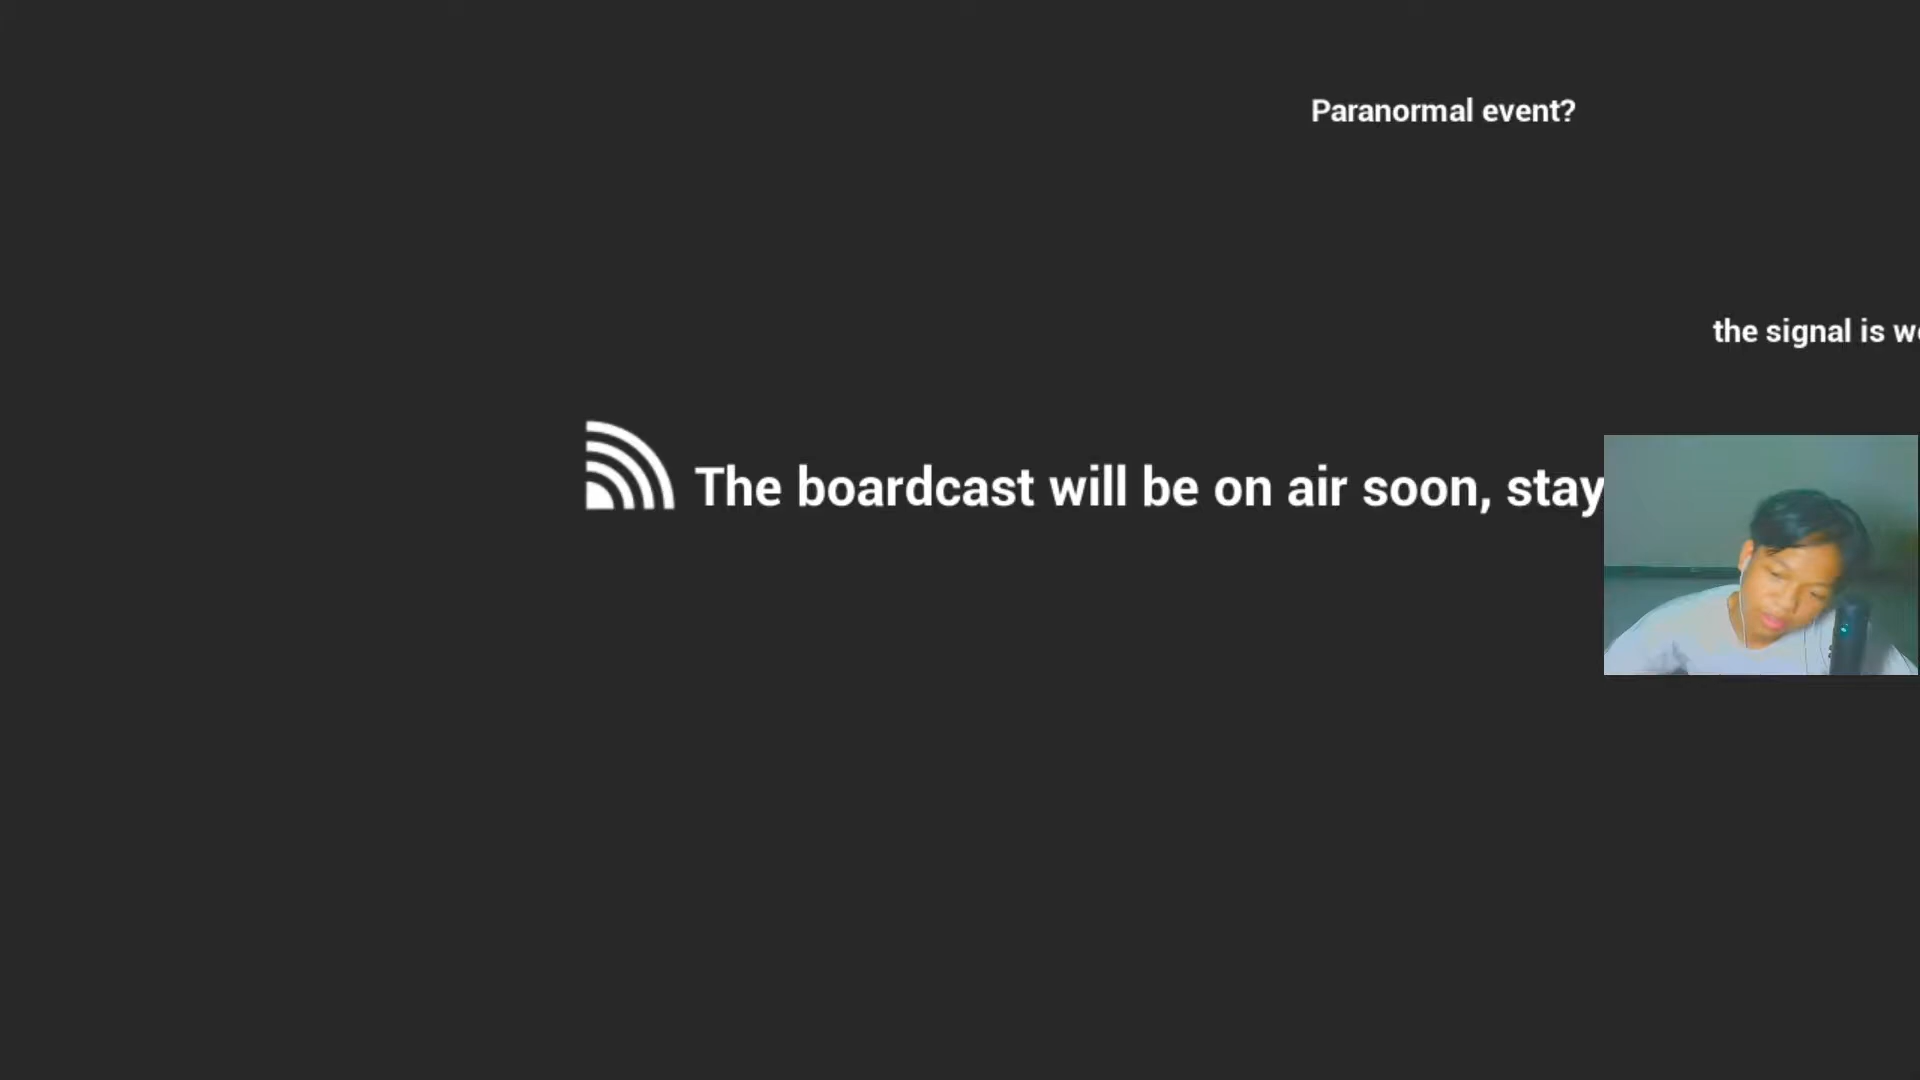 Paranormal event?
the signal is
The boardcast will be on air soon, stay